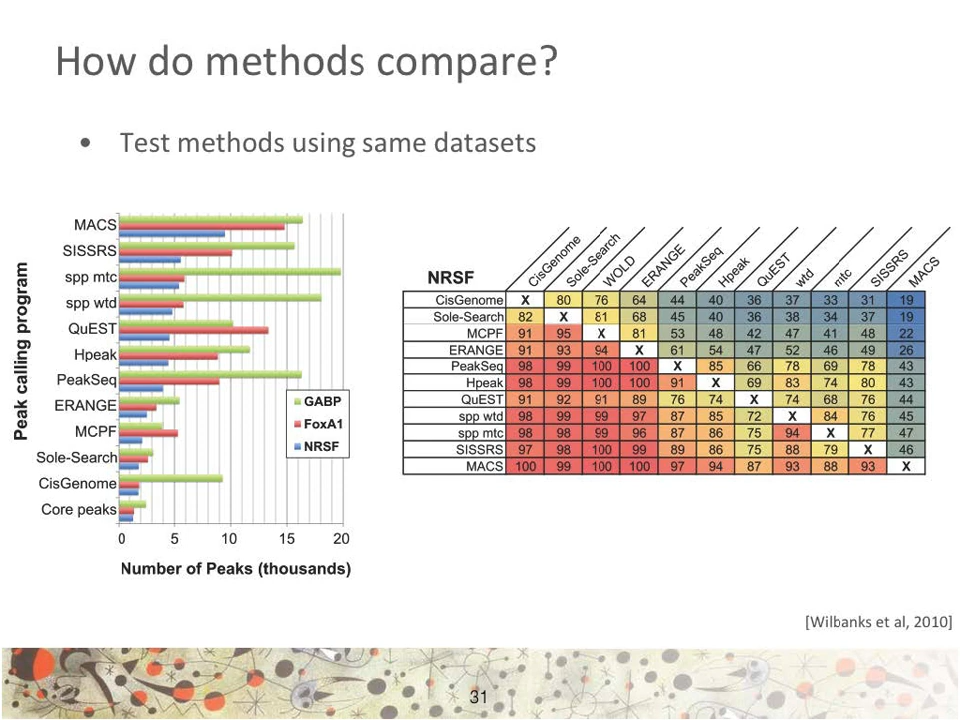 How do methods compare?
• Test methods using same datasets
Peak calling program
MACS
SISSRS
spp mtc
spp wtd
QuEST
Hpeak
PeakSeq
ERANGE
MCPF
Sole-Search
CisGenome
Core peaks
GABP
FoxA1
NRSF
0 5 10 15 20
Number of Peaks (thousands)
NRSF CisGenome Sole-Search WOLD ERANGE PeakSeq Hpeak QuEST wtd mtc SISSRS MACS
CisGenome X 80 76 64 44 40 36 37 33 31 19
Sole-Search 82 X 81 68 45 40 36 38 34 37 19
MCPF 91 95 X 81 53 48 42 47 41 48 22
ERANGE 91 93 94 X 61 54 47 52 46 49 26
PeakSeq 98 99 100 100 X 85 66 78 69 78 43
Hpeak 98 99 100 100 91 X 69 83 74 80 43
QuEST 91 92 91 89 76 74 X 74 68 76 44
spp wtd 98 99 99 97 87 85 72 X 84 76 45
spp mtc 98 98 99 96 87 86 75 94 X 77 47
SISSRS 97 98 100 99 89 86 75 88 79 X 46
MACS 100 99 100 100 97 94 87 93 88 93 X
[Wilbanks et al, 2010]
31